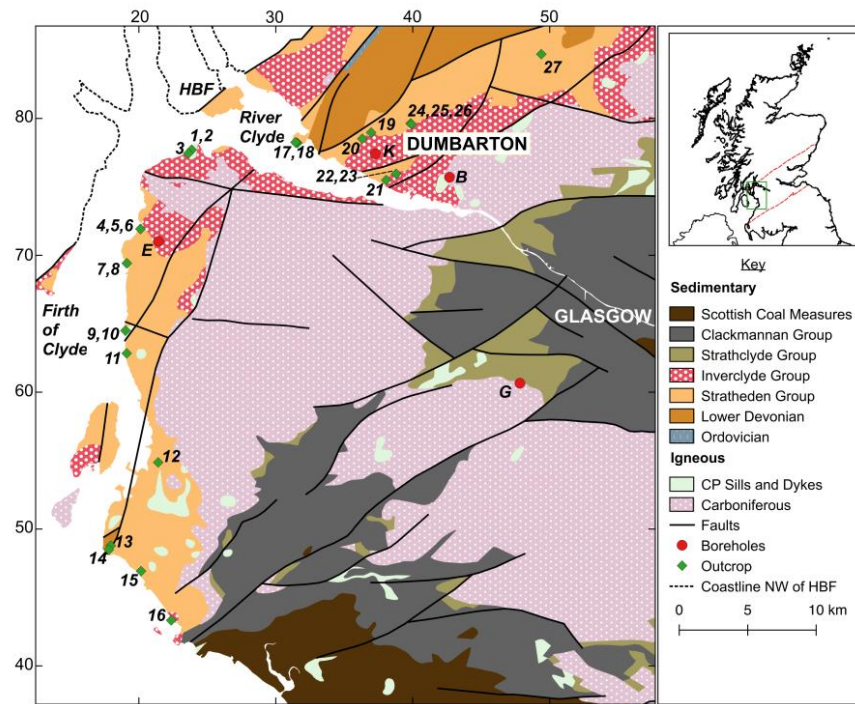 20
30
40
50
HBF
27
80
River
Clyde
1,2
3
17,18
19
20
24,25,26
K
DUMBARTON
22,23
21
B
4,5,6
E
70
7,8
Firth
of
Clyde
9,10
11
GLASGOW
60
G
12
50
13
14
15
16
40
Key
Sedimentary
Scottish Coal Measures
Clackmannan Group
Strathclyde Group
Inverclyde Group
Stratheden Group
Lower Devonian
Ordovician
Igneous
CP Sills and Dykes
Carboniferous
Faults
Boreholes
Outcrop
Coastline NW of HBF
0 5 10 km